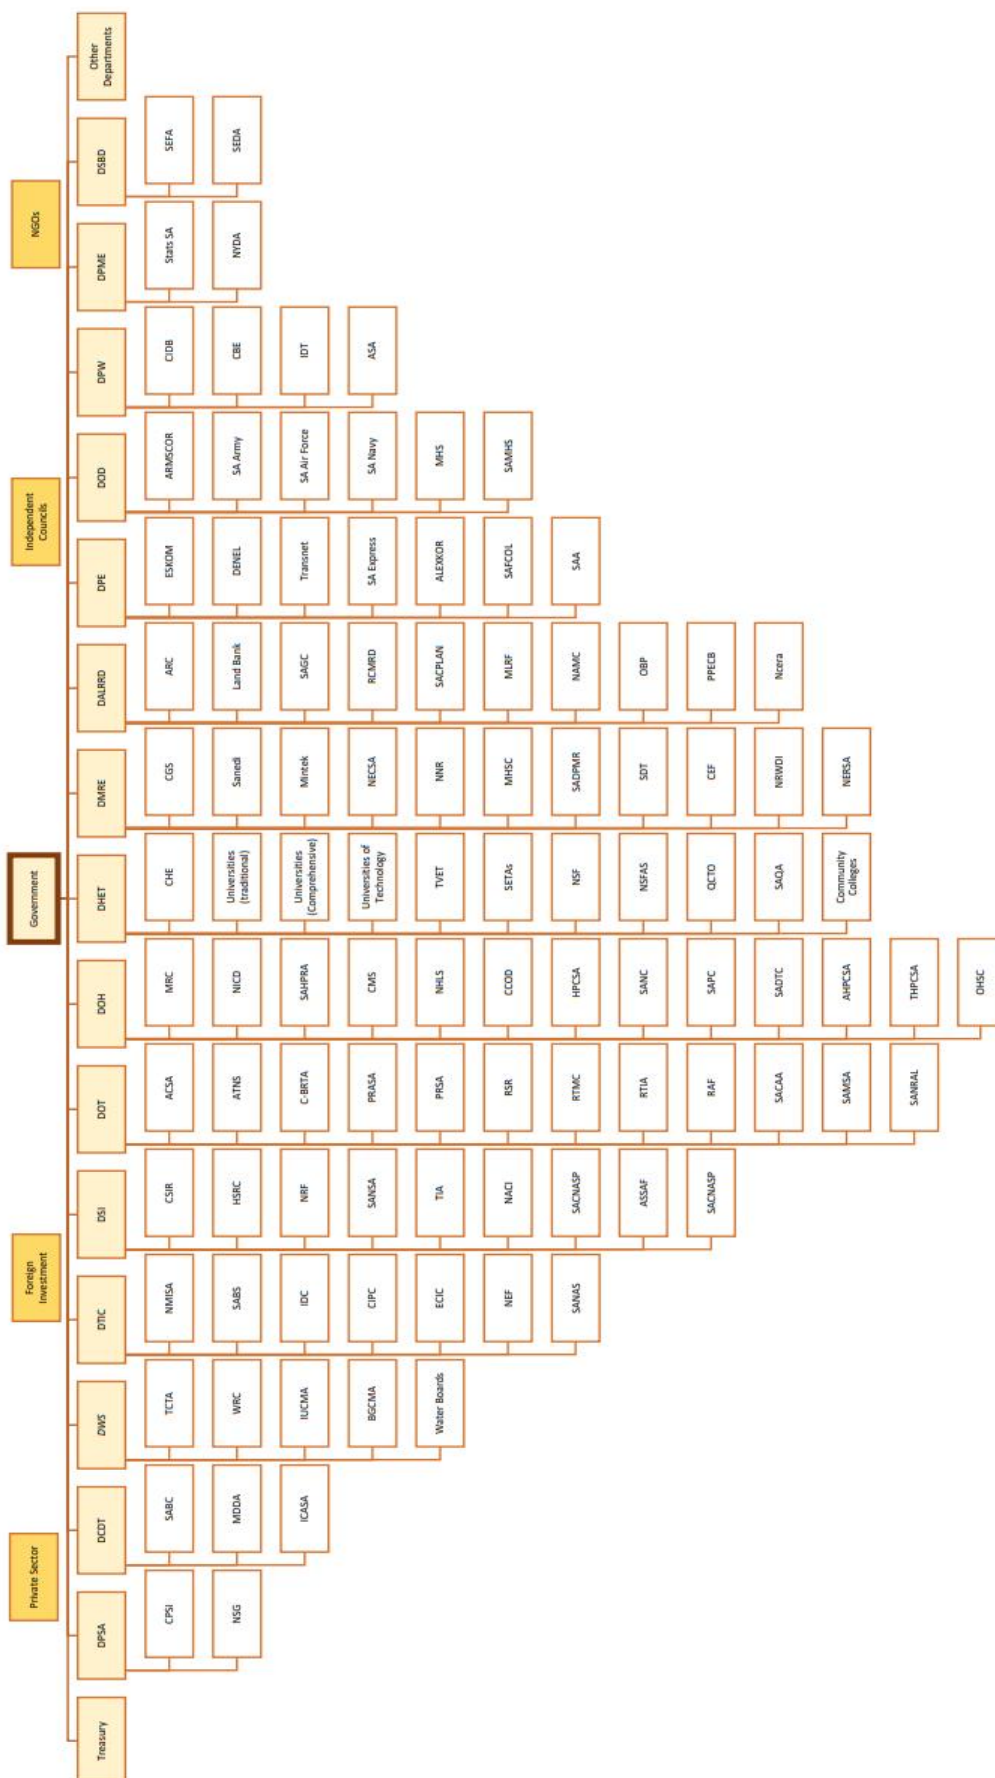 Private Sector
Foreign
Investment
Government
Independent
Councils
NGOs
Treasury
DPSA
CPSI
NSG
DCDT
SABC
MDDA
ICASA
DWS
TCTA
WRC
IUCMA
BGCMA
Water Boards
DTIC
NMISA
SABS
IDC
CIPC
ECIC
NEF
SANAS
DSI
CSIR
HSRC
NRF
SANSA
TIA
NACI
SACNASP
ASSAF
SACNASP
DOT
ACSA
ATNS
C-BRTA
PRASA
PRSA
RSR
RTMC
RTIA
RAF
SACAA
SAMSA
SANRAL
DOH
MRC
NICD
SAHPRA
CMS
NHLS
CCOD
HPCSA
SANC
SAPC
SADTC
AHPCSA
THPCSA
OHSC
DHET
CHE
Universities
(traditional)
Universities
(Comprehensive)
Universities of
Technology
TVET
SETAs
NSF
NSFAS
QCTO
SAQA
Community
Colleges
DMRE
CGS
Sanedi
Mintek
NECSA
NNR
MHSC
SADPMR
SDT
CEF
NRWDI
NERSA
DALRRD
ARC
Land Bank
SAGC
RCMRD
SACPLAN
MLRF
NAMC
OBP
PPECB
Ncera
DPE
ESKOM
DENEL
Transnet
SA Express
ALEXKOR
SAFCOL
SAA
DOD
ARMSCOR
SA Army
SA Air Force
SA Navy
MHS
SAMHS
DPW
CIDB
CBE
IDT
ASA
DPME
Stats SA
NYDA
DSBD
SEFA
SEDA
Other
Departments